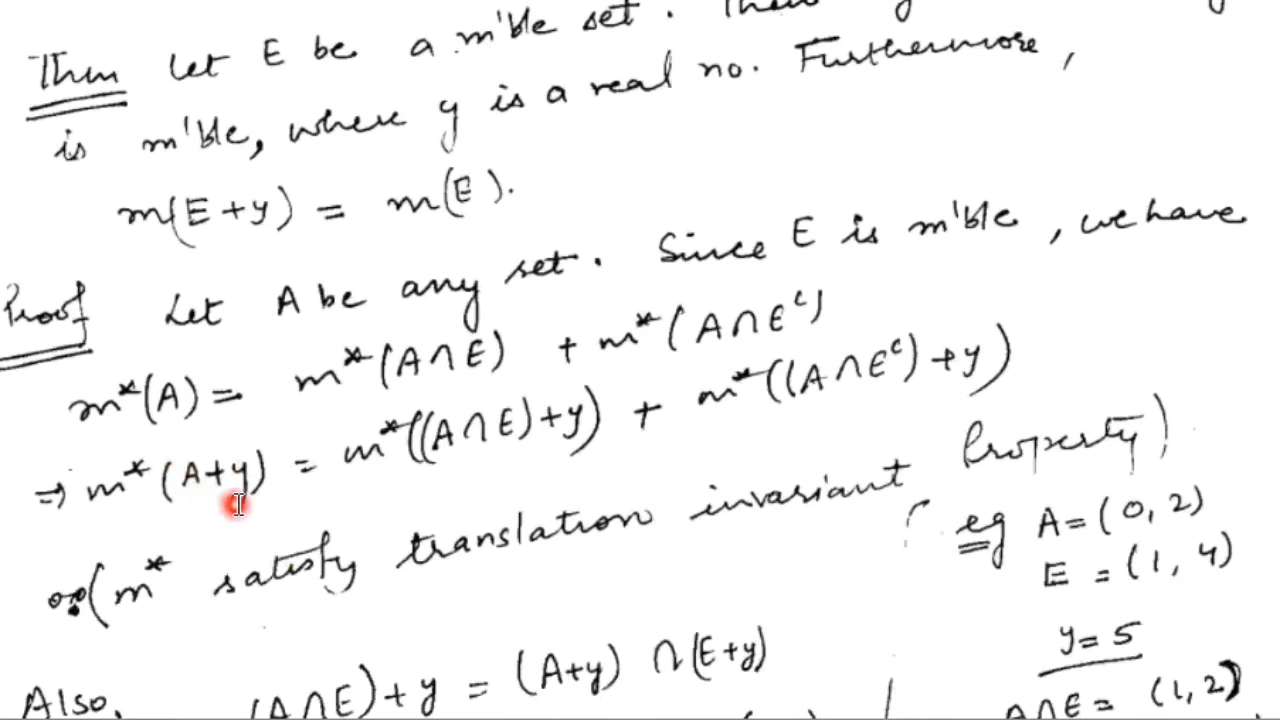 Thm Let E be a m'ble set. Then
is m'ble, where y is a real no. Furthermore,
m(E+y) = m(E).
Proof Let A be any set. Since E is m'ble, we have
m*(A) = m*(A∩E) + m*(A∩E^c)
⇒ m*(A+y) = m*((A∩E)+y) + m*((A∩E^c)+y)
∵ (m* satisfy translation invariant Property)
eg A = (0, 2)
E = (1, 4)
y = 5
A∩E = (1, 2)
Also, (A∩E)+y = (A+y) ∩ (E+y)